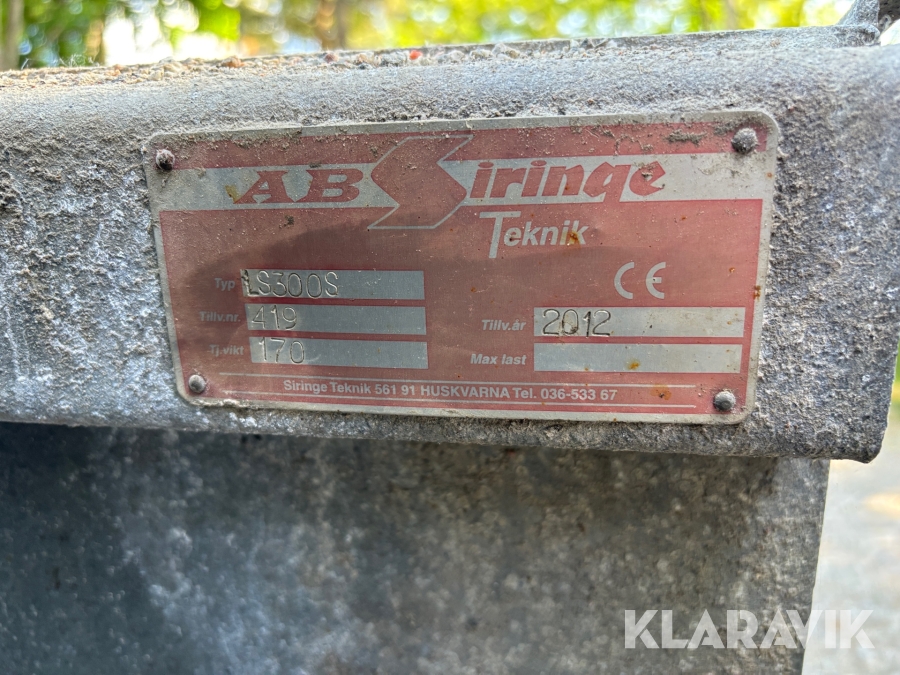 AB Siringe
Teknik
CE
Typ LS300S
Tillv.nr. 419
Tillv.år 2012
Tj.vikt 170
Max last
Siringe Teknik 561 91 HUSKVARNA Tel. 036-533 67
KLARAVIK